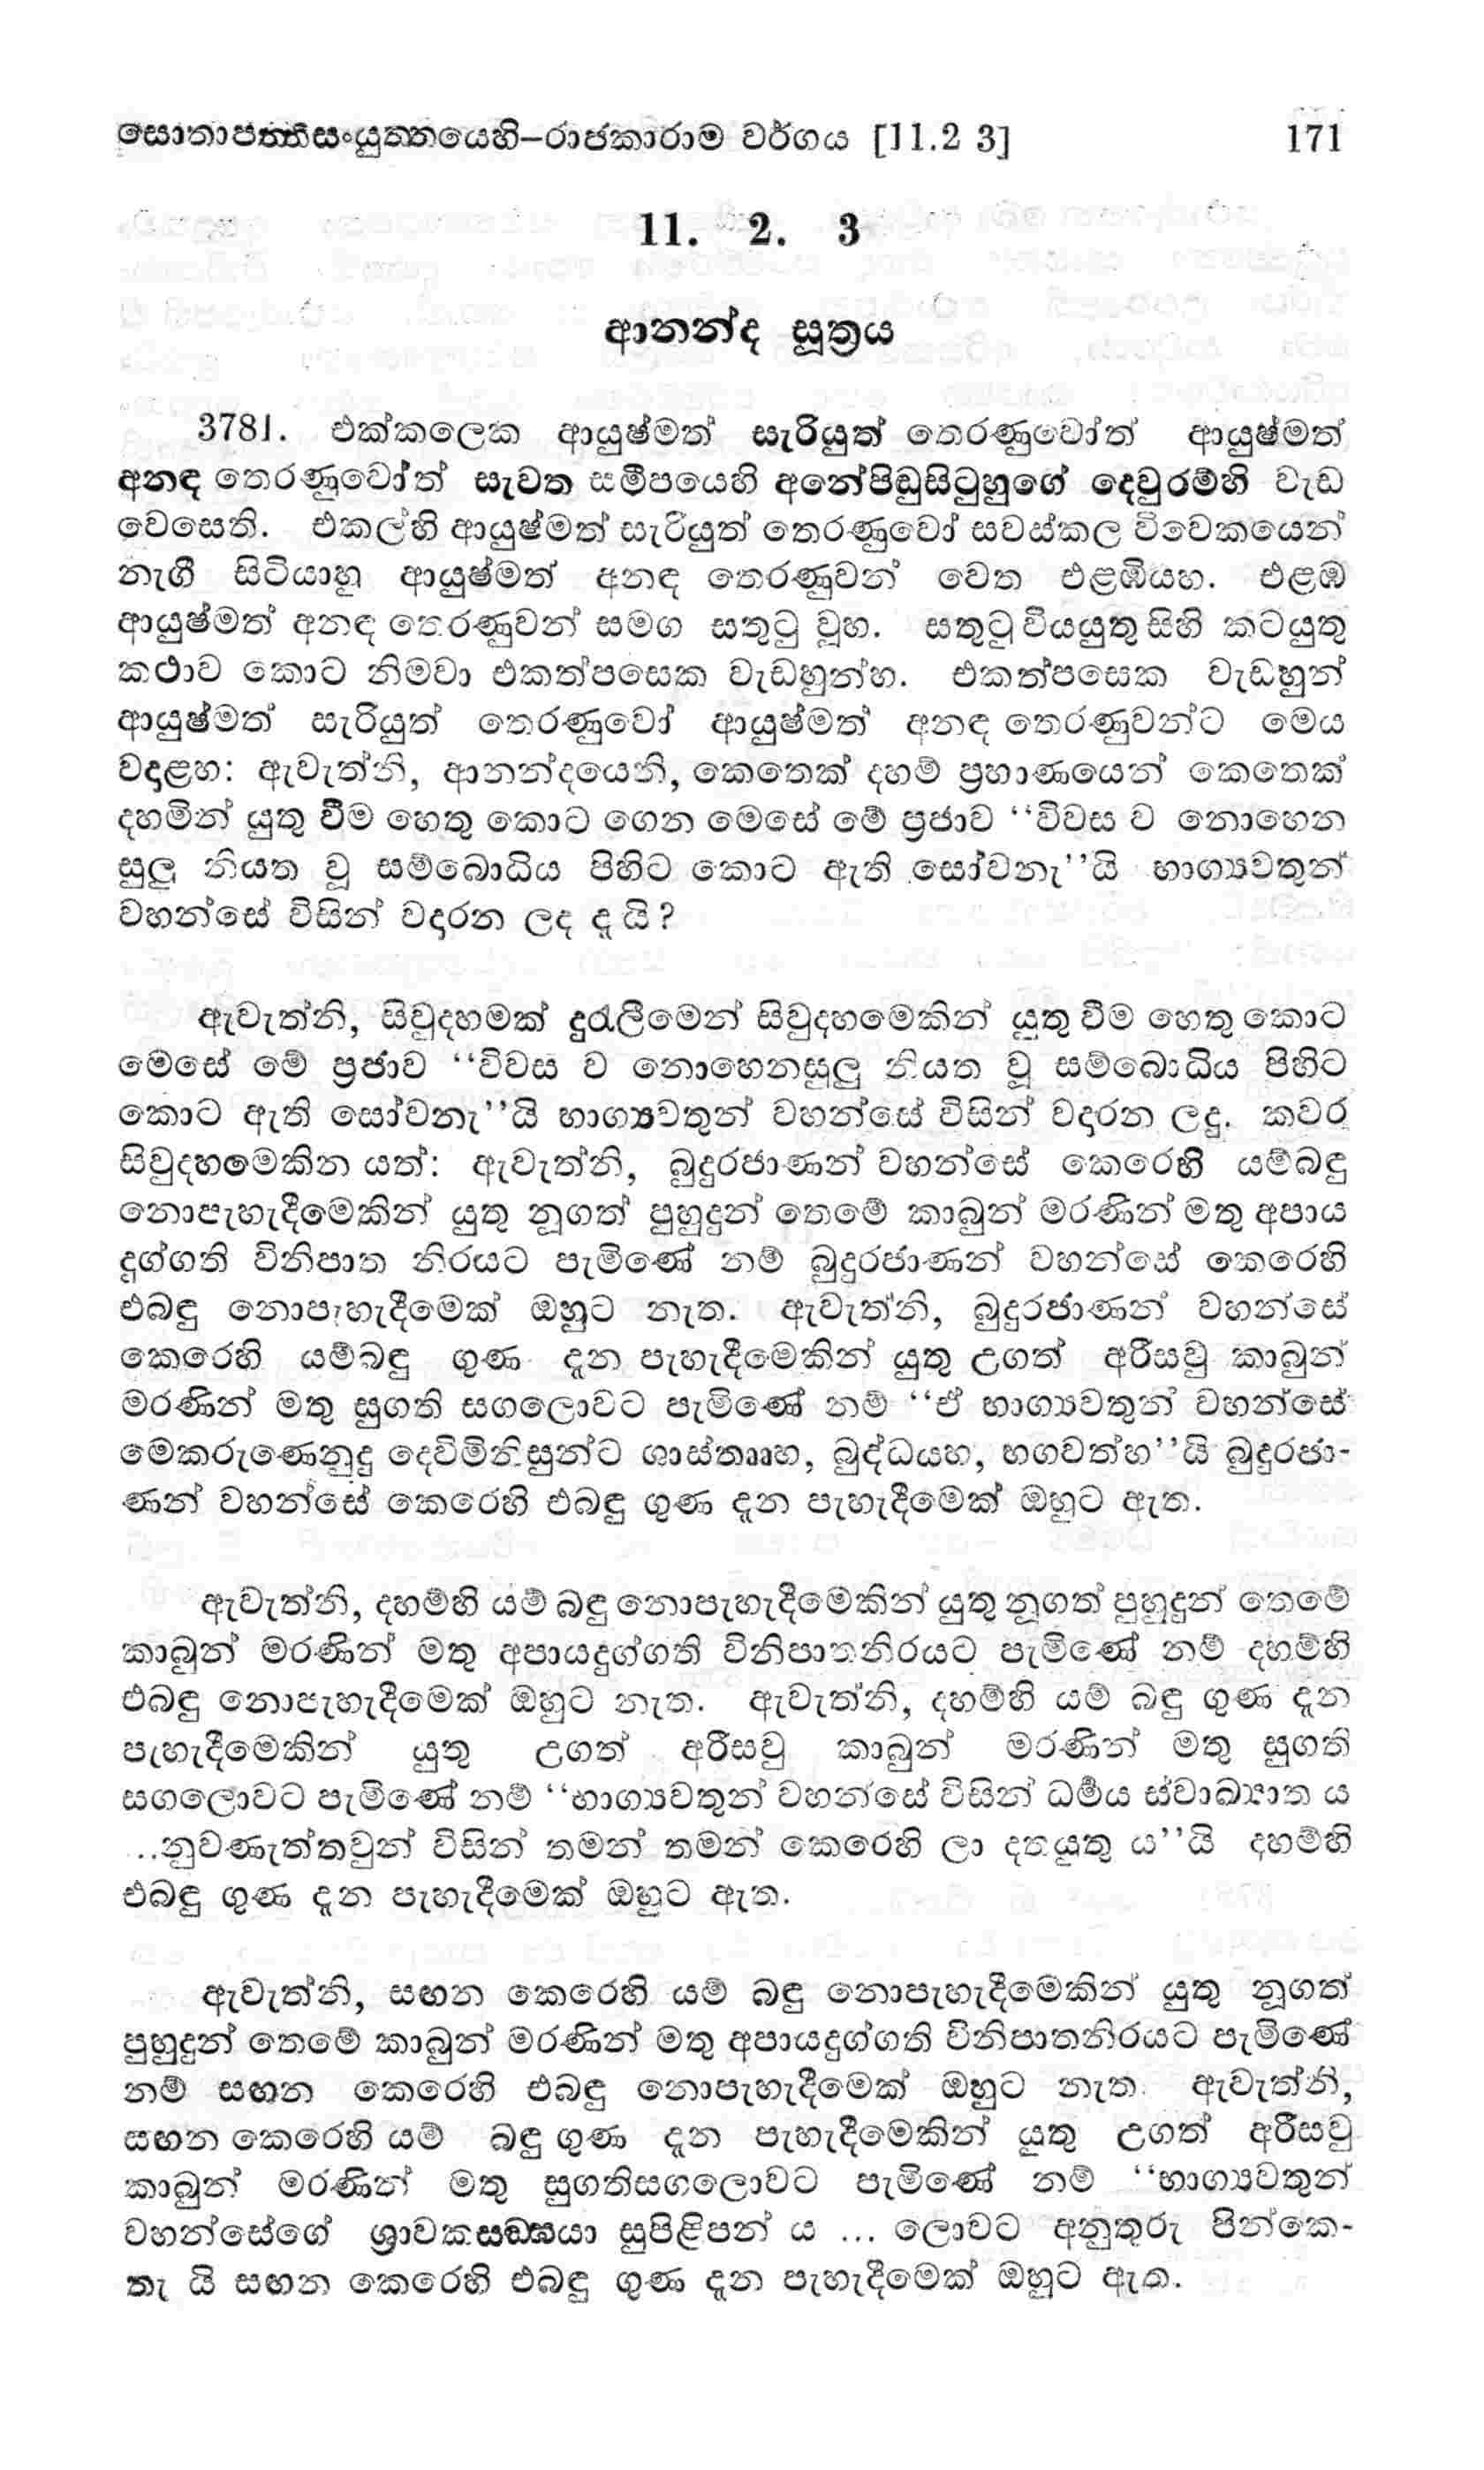 සොතාපත්තිසංයුත්තයෙහි–රාජකාරාම වර්ගය [11.2 3] 171
11. 2. 3
ආනන්ද සූත්‍රය
3781. එක්කලෙක ආයුෂ්මත් සැරියුත් තෙරණුවෝත් ආයුෂ්මත්
අනඳ තෙරණුවෝත් සැවත සමීපයෙහි අනේපිඬුසිටුහුගේ දෙවුරම්හි වැඩ
වෙසෙති. එකල්හි ආයුෂ්මත් සැරියුත් තෙරණුවෝ සවස්කල විවෙකයෙන්
නැගී සිටියාහු ආයුෂ්මත් අනඳ තෙරණුවන් වෙත එළඹියහ. එළඹ
ආයුෂ්මත් අනඳ තෙරණුවන් සමග සතුටු වූහ. සතුටු වියයුතු සිහි කටයුතු
කථාව කොට නිමවා එකත්පසෙක වැඩහුන්හ. එකත්පසෙක වැඩහුන්
ආයුෂ්මත් සැරියුත් තෙරණුවෝ ආයුෂ්මත් අනඳ තෙරණුවන්ට මෙය
වදාළහ: ඇවැත්නි, ආනන්දයෙනි, කෙතෙක් දහම් ප්‍රහාණයෙන් කෙතෙක්
දහමින් යුතු වීම හෙතු කොට ගෙන මෙසේ මේ ප්‍රජාව “විවස ව නොහෙන
සුලු නියත වූ සම්බොධිය පිහිට කොට ඇති සෝවනැ”යි භාග්‍යවතුන්
වහන්සේ විසින් වදරන ලද ද යි?
ඇවැත්නි, සිවුදහමක් දුරැලීමෙන් සිවුදහමෙකින් යුතු වීම හෙතු කොට
මෙසේ මේ ප්‍රජාව “විවස ව නොහෙනසුලු නියත වූ සම්බොධිය පිහිට
කොට ඇති සෝවනැ”යි භාග්‍යවතුන් වහන්සේ විසින් වදාරන ලදු. කවර
සිවුදහමෙකින යත්: ඇවැත්නි, බුදුරජාණන් වහන්සේ කෙරෙහි යම්බඳු
නොපැහැදීමෙකින් යුතු නූගත් පුහුදුන් තෙමේ කාබුන් මරණින් මතු අපාය
දුග්ගති විනිපාත නිරයට පැමිණේ නම් බුදුරජාණන් වහන්සේ කෙරෙහි
එබඳු නොපැහැදීමෙක් ඔහුට නැත. ඇවැත්නි, බුදුරජාණන් වහන්සේ
කෙරෙහි යම්බඳු ගුණ දැන පැහැදීමෙකින් යුතු උගත් අරීසවු කාබුන්
මරණින් මතු සුගති සගලොවට පැමිණේ නම් “ඒ භාග්‍යවතුන් වහන්සේ
මෙකරුණෙනුදු දෙවිමිනිසුන්ට ශාස්තෲහ, බුද්ධයහ, භගවත්හ”යි බුදුරජා-
ණන් වහන්සේ කෙරෙහි එබඳු ගුණ දැන පැහැදීමෙක් ඔහුට ඇත.
ඇවැත්නි, දහම්හි යම් බඳු නොපැහැදීමෙකින් යුතු නූගත් පුහුදුන් තෙමේ
කාබුන් මරණින් මතු අපායදුග්ගති විනිපාතනිරයට පැමිණේ නම් දහම්හි
එබඳු නොපැහැදීමෙක් ඔහුට නැත. ඇවැත්නි, දහම්හි යම් බඳු ගුණ දැන
පැහැදීමෙකින් යුතු උගත් අරීසවු කාබුන් මරණින් මතු සුගති
සගලොවට පැමිණේ නම් “භාග්‍යවතුන් වහන්සේ විසින් ධර්‍මය ස්වාඛ්‍යාත ය
...නුවණැත්තවුන් විසින් තමන් තමන් කෙරෙහි ලා දතයුතු ය”යි දහම්හි
එබඳු ගුණ දැන පැහැදීමෙක් ඔහුට ඇත.
ඇවැත්නි, සඟන කෙරෙහි යම් බඳු නොපැහැදීමෙකින් යුතු නූගත්
පුහුදුන් තෙමේ කාබුන් මරණින් මතු අපායදුග්ගති විනිපාතනිරයට පැමිණේ
නම් සඟන කෙරෙහි එබඳු නොපැහැදීමෙක් ඔහුට නැත. ඇවැත්නි,
සඟන කෙරෙහි යම් බඳු ගුණ දැන පැහැදීමෙකින් යුතු උගත් අරීසවු
කාබුන් මරණින් මතු සුගතිසගලොවට පැමිණේ නම් “භාග්‍යවතුන්
වහන්සේගේ ශ්‍රාවකසඞ්ඝයා සුපිළිපන් ය ... ලොවට අනුතුරු පින්කෙ-
තැ යි සඟන කෙරෙහි එබඳු ගුණ දැන පැහැදීමෙක් ඔහුට ඇත.